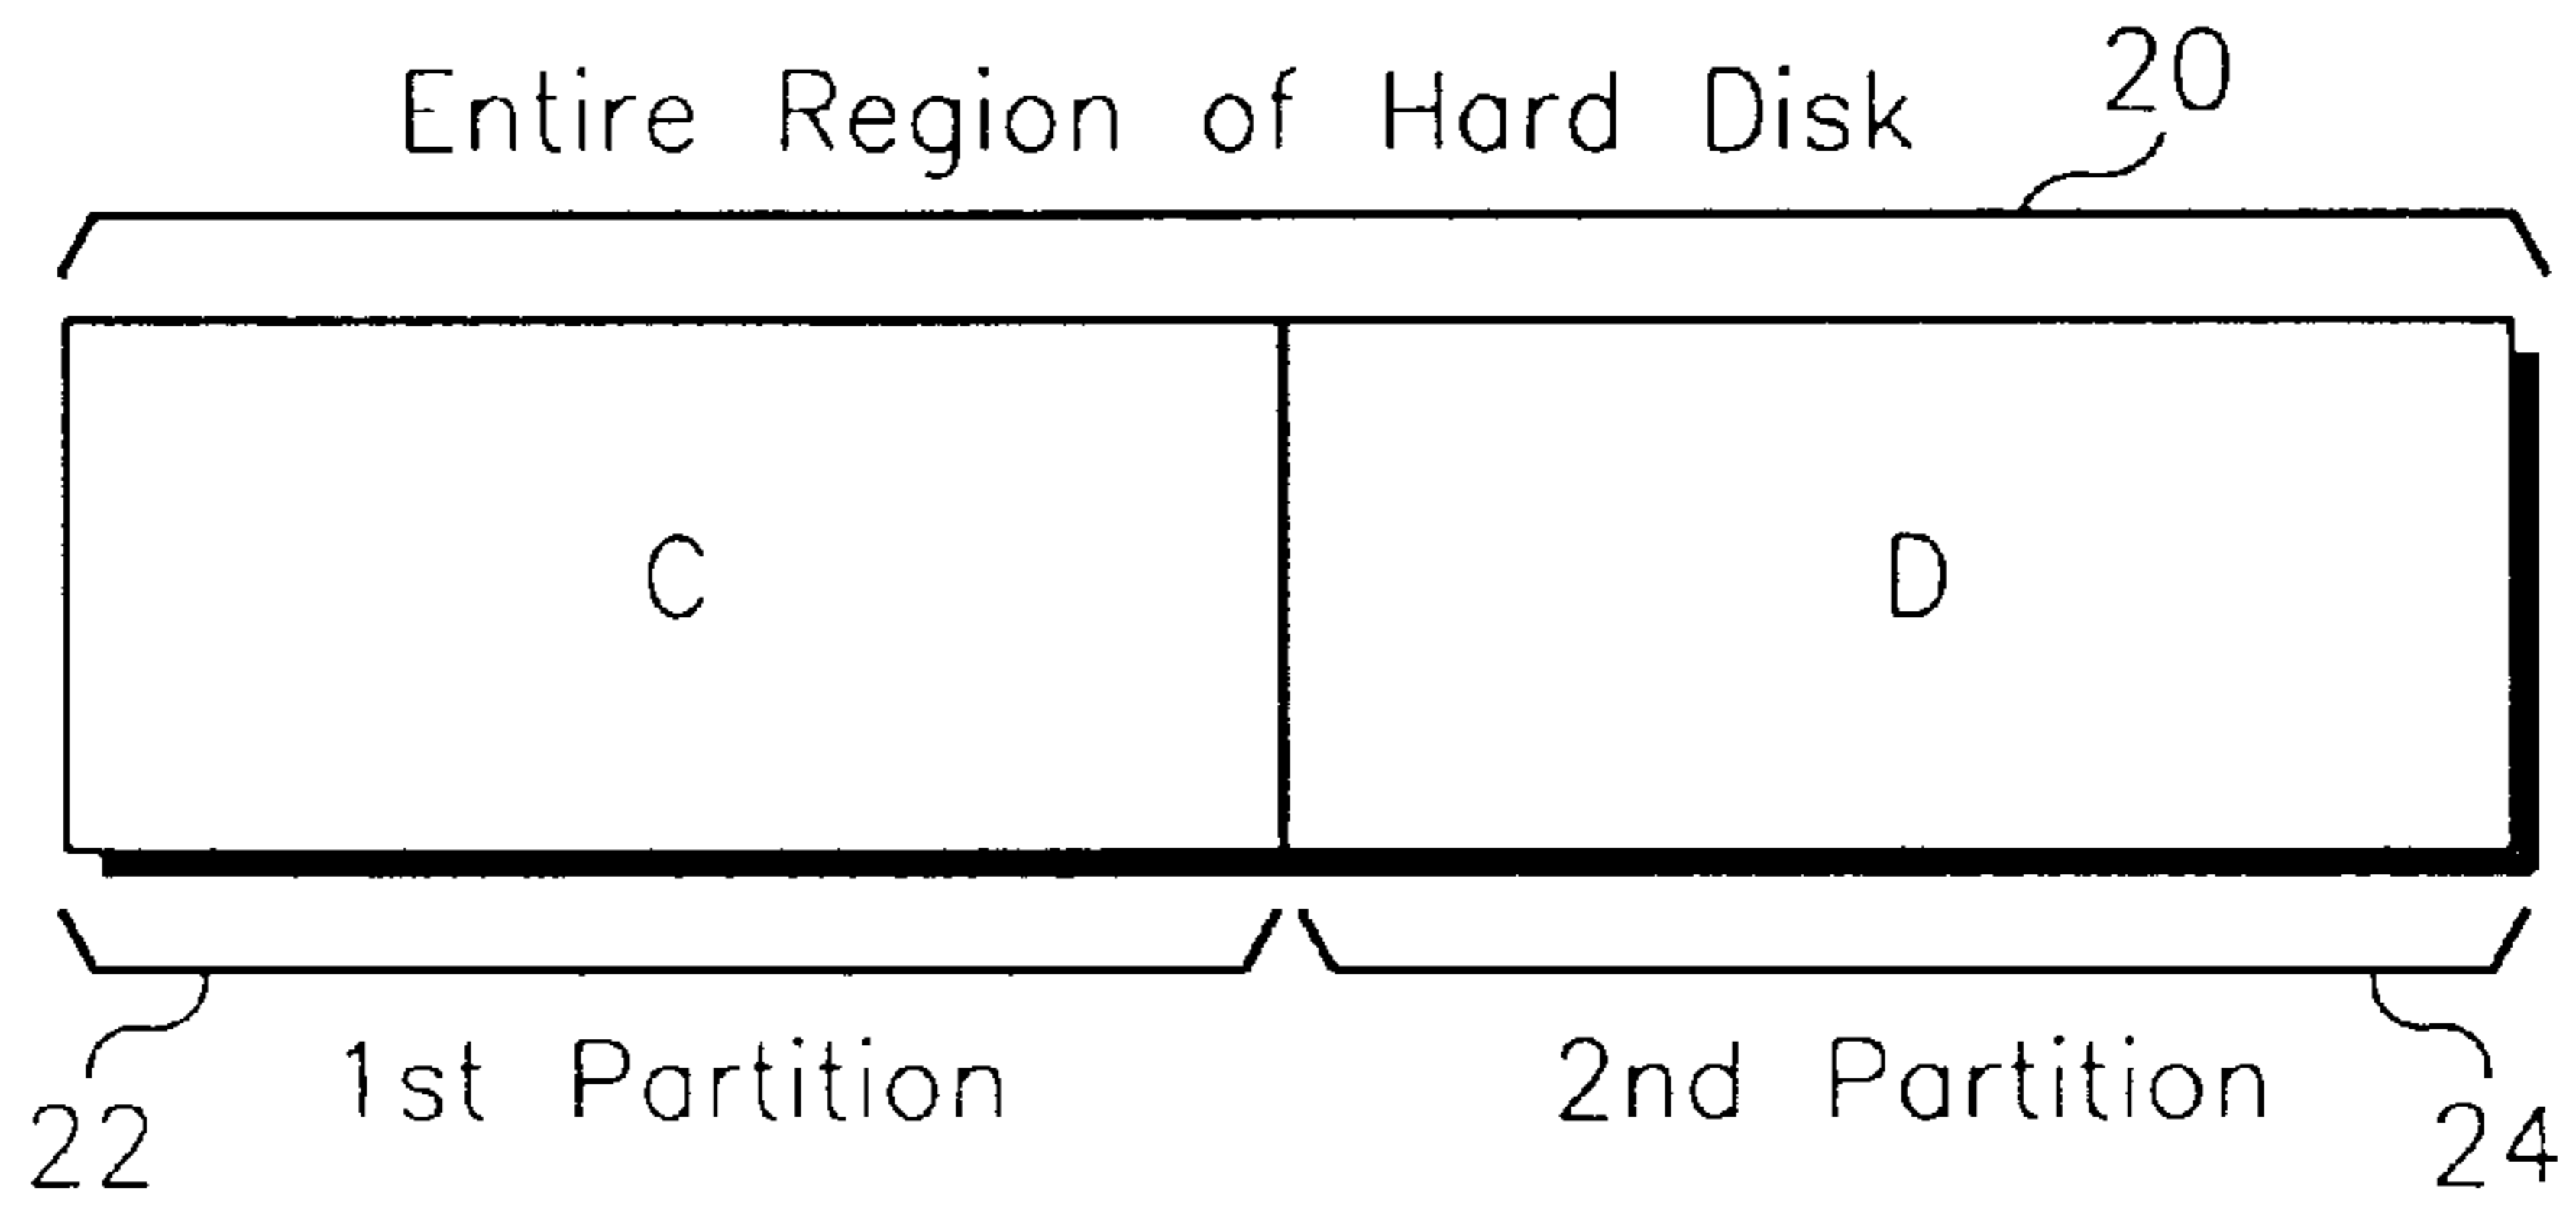 20
Entire Region of Hard Disk
C D
1st Partition 2nd Partition
22 24